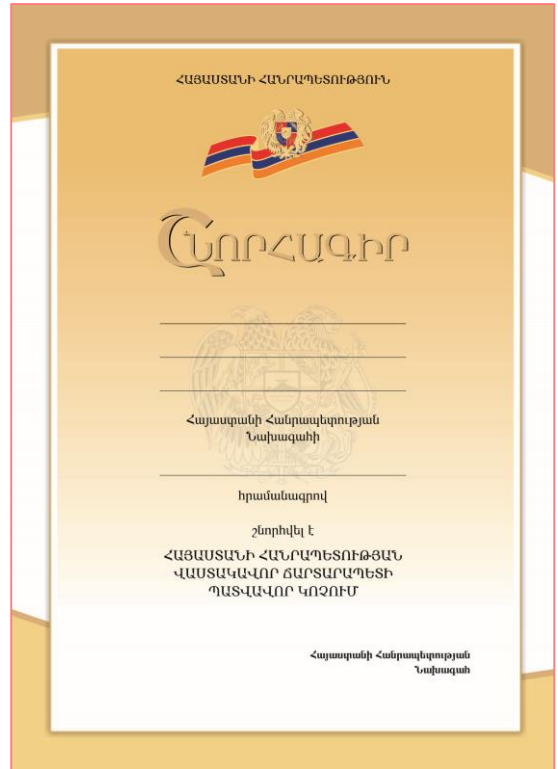 ՀԱՅԱՍՏԱՆԻ ՀԱՆՐԱՊԵՏՈՒԹՅՈՒՆ
ՇՆՈՐՀԱԳԻՐ
Հայաստանի Հանրապետության
Նախագահի
հրամանագրով
շնորհվել է
ՀԱՅԱՍՏԱՆԻ ՀԱՆՐԱՊԵՏՈՒԹՅԱՆ
ՎԱՍՏԱԿԱՎՈՐ ՃԱՐՏԱՐԱՊԵՏԻ
ՊԱՏՎԱՎՈՐ ԿՈՉՈՒՄ
Հայաստանի Հանրապետության
Նախագահ